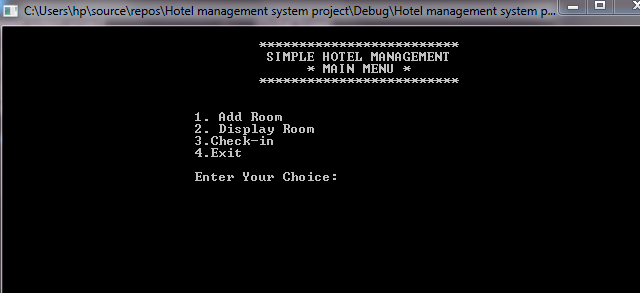 C:\Users\hp\source\repos\Hotel management system project\Debug\Hotel management system p...
*************************
SIMPLE HOTEL MANAGEMENT
* MAIN MENU *
*************************
1. Add Room
2. Display Room
3.Check-in
4.Exit
Enter Your Choice: